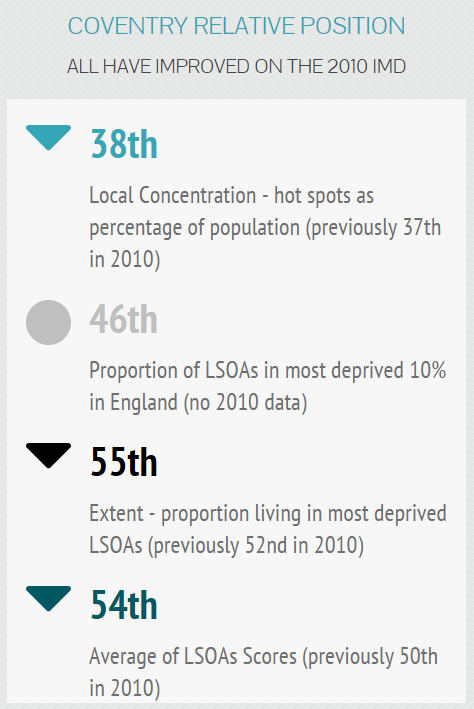 COVENTRY RELATIVE POSITION
ALL HAVE IMPROVED ON THE 2010 IMD
38th
Local Concentration - hot spots as
percentage of population (previously 37th
in 2010)
46th
Proportion of LSOAs in most deprived 10%
in England (no 2010 data)
55th
Extent - proportion living in most deprived
LSOAs (previously 52nd in 2010)
54th
Average of LSOAs Scores (previously 50th
in 2010)